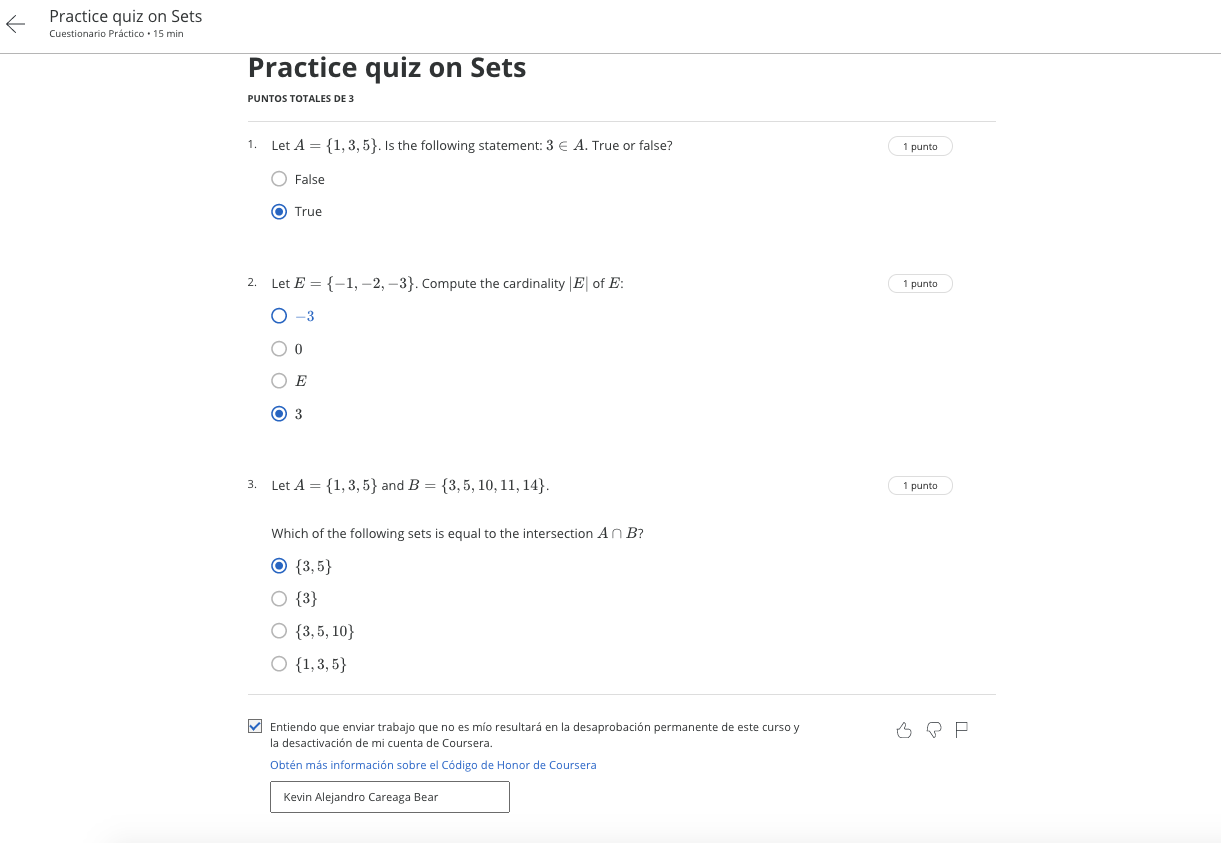 Practice quiz on Sets
Cuestionario Práctico • 15 min
Practice quiz on Sets
PUNTOS TOTALES DE 3
1. Let A = {1, 3, 5}. Is the following statement: 3 ∈ A. True or false?
1 punto
False
True
2. Let E = {−1, −2, −3}. Compute the cardinality |E| of E:
1 punto
−3
0
E
3
3. Let A = {1, 3, 5} and B = {3, 5, 10, 11, 14}.
1 punto
Which of the following sets is equal to the intersection A ∩ B?
{3, 5}
{3}
{3, 5, 10}
{1, 3, 5}
Entiendo que enviar trabajo que no es mío resultará en la desaprobación permanente de este curso y
la desactivación de mi cuenta de Coursera.
Obtén más información sobre el Código de Honor de Coursera
Kevin Alejandro Careaga Bear